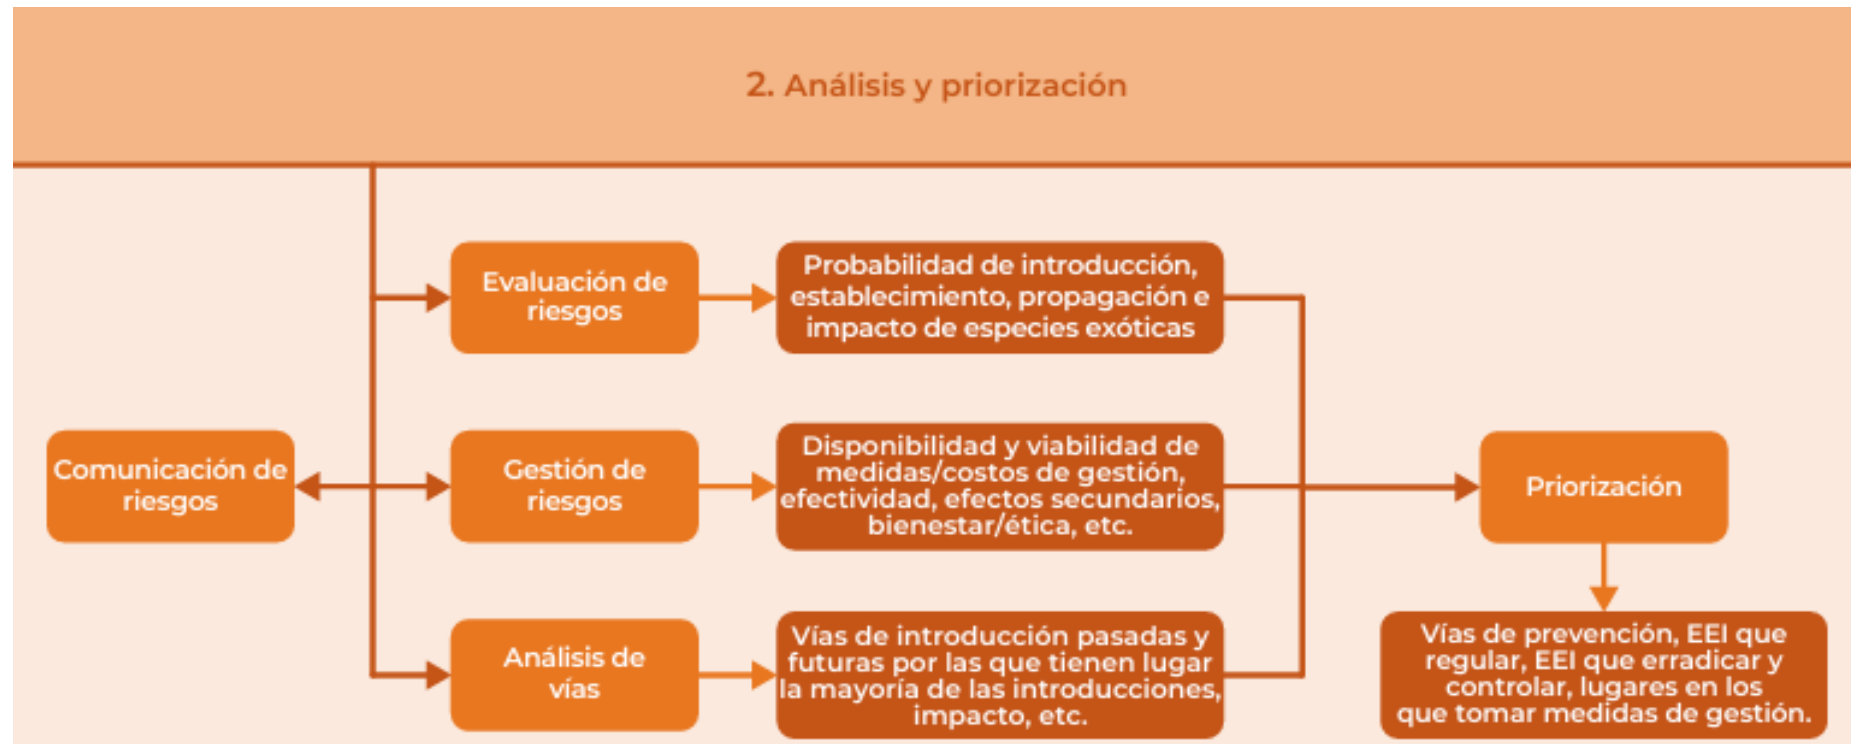 2. Análisis y priorización
Evaluación de
riesgos
Probabilidad de introducción,
establecimiento, propagación e
impacto de especies exóticas
Comunicación de
riesgos
Gestión de
riesgos
Disponibilidad y viabilidad de
medidas/costos de gestión,
efectividad, efectos secundarios,
bienestar/ética, etc.
Priorización
Análisis de
vías
Vías de introducción pasadas y
futuras por las que tienen lugar
la mayoría de las introducciones,
impacto, etc.
Vías de prevención, EEI que
regular, EEI que erradicar y
controlar, lugares en los
que tomar medidas de gestión.